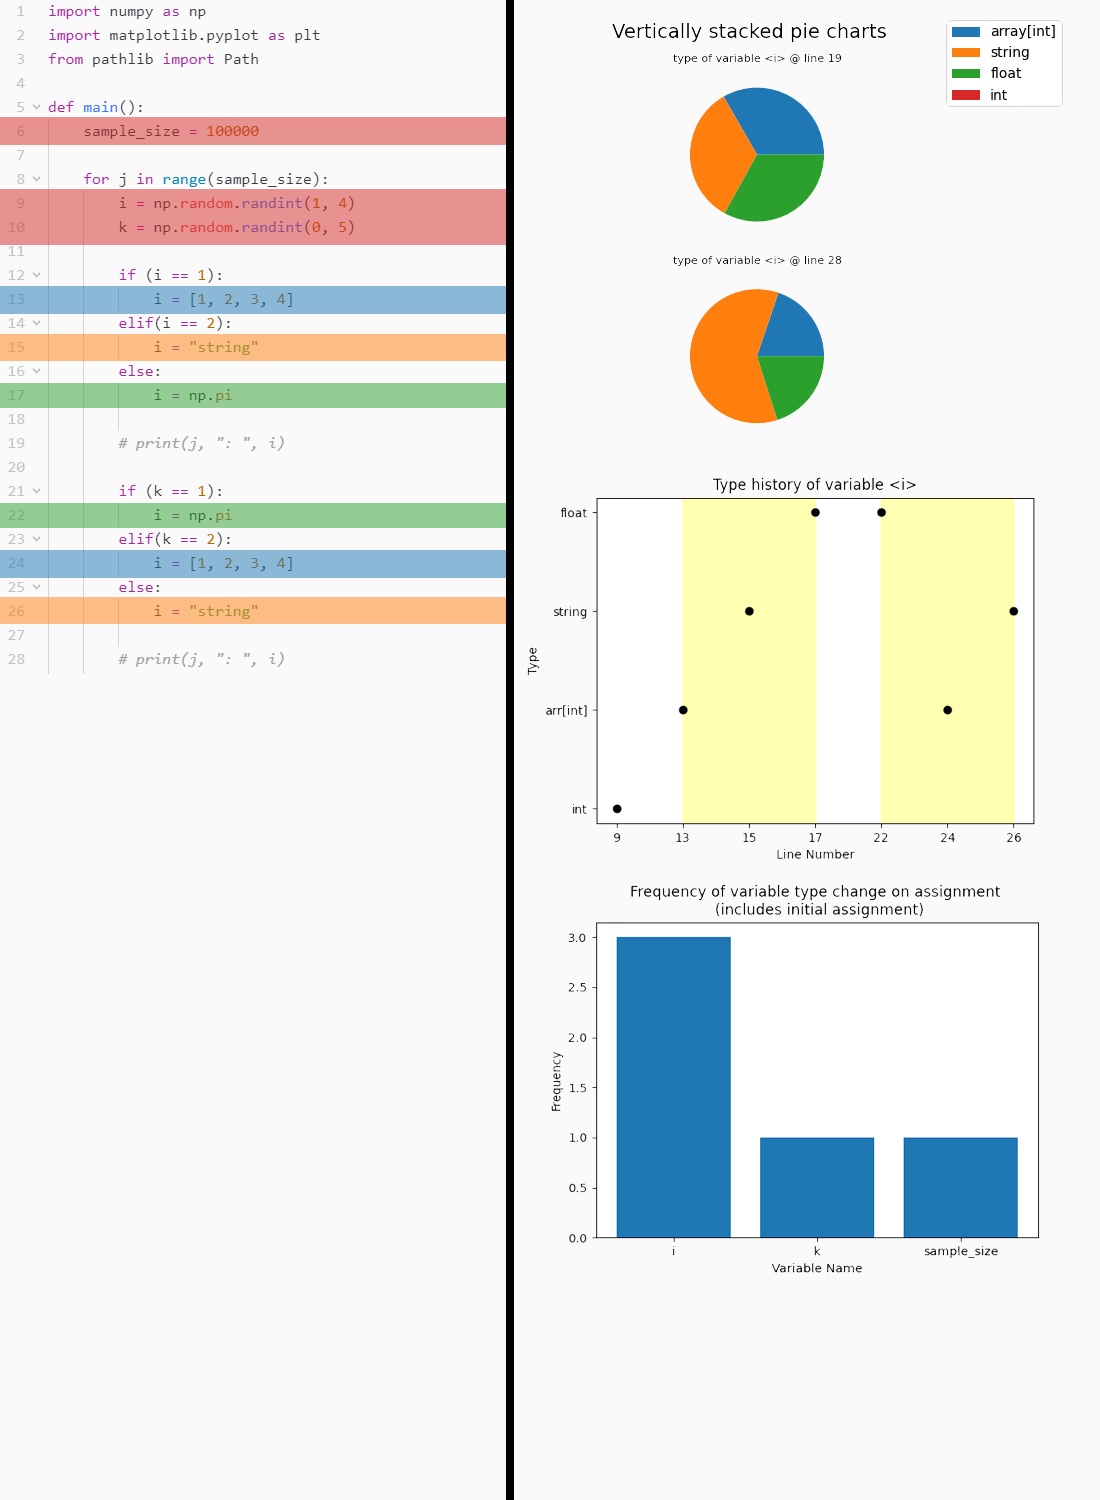 1 import numpy as np
2 import matplotlib.pyplot as plt
3 from pathlib import Path
4
5 def main():
6 sample_size = 100000
7
8 for j in range(sample_size):
9 i = np.random.randint(1, 4)
10 k = np.random.randint(0, 5)
11
12 if (i == 1):
13 i = [1, 2, 3, 4]
14 elif(i == 2):
15 i = "string"
16 else:
17 i = np.pi
18
19 # print(j, ": ", i)
20
21 if (k == 1):
22 i = np.pi
23 elif(k == 2):
24 i = [1, 2, 3, 4]
25 else:
26 i = "string"
27
28 # print(j, ": ", i)
Vertically stacked pie charts
array[int]
string
float
int
type of variable <i> @ line 19
type of variable <i> @ line 28
Type history of variable <i>
float
string
arr[int]
int
Type
9 13 15 17 22 24 26
Line Number
Frequency of variable type change on assignment
(includes initial assignment)
3.0
2.5
2.0
1.5
1.0
0.5
0.0
Frequency
i k sample_size
Variable Name